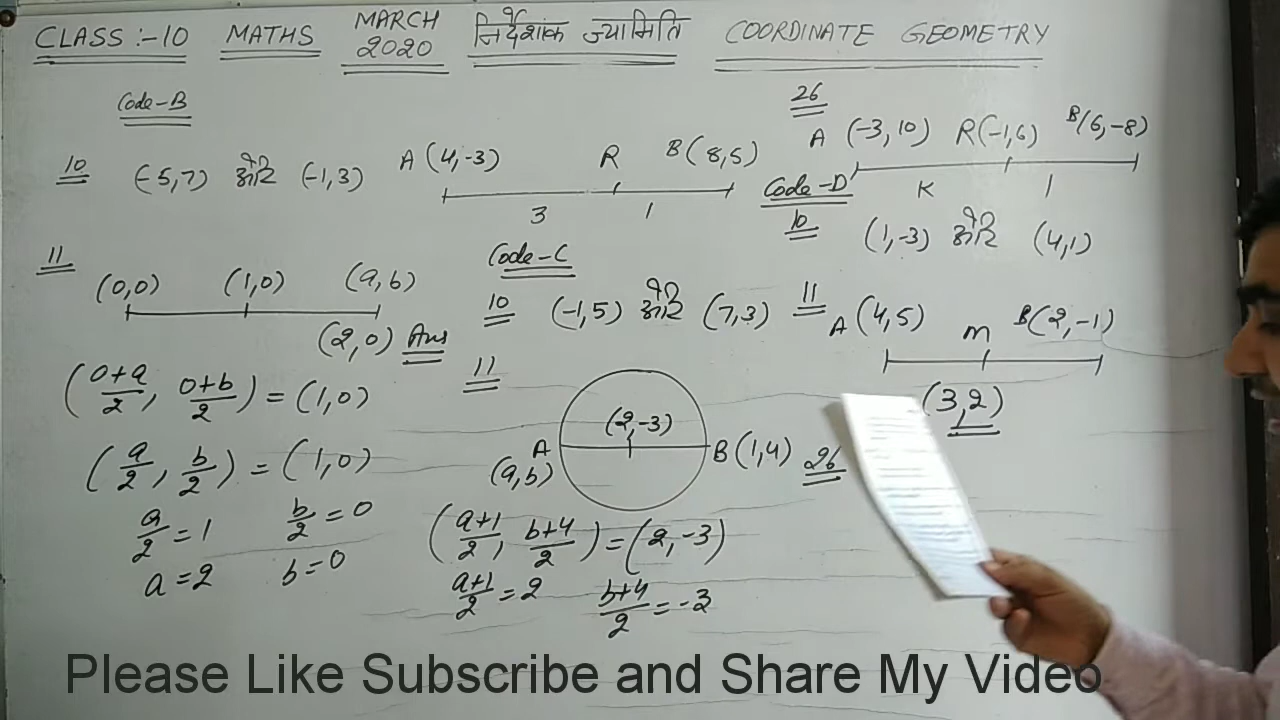 CLASS :-10 MATHS MARCH 2020 निर्देशांक ज्यामिति COORDINATE GEOMETRY
Code-B
10 (-5,7) और (-1,3)
A (4,-3) R B(8,5)
3 1
11
(0,0) (1,0) (a,b)
(2,0) Ans
(0+a/2, 0+b/2) = (1,0)
(a/2, b/2) = (1,0)
a/2 = 1 b/2 = 0
a = 2 b = 0
Code-C
10 (-1,5) और (7,3)
11
(2,-3)
A B(1,4)
(a,b)
(a+1/2, b+4/2) = (2,-3)
a+1/2 = 2 b+4/2 = -3
26
A (-3,10) R(-1,6) B(6,-8)
K 1
Code-D
10 (1,-3) और (4,1)
11
A (4,5) m B(2,-1)
(3,2)
26
Please Like Subscribe and Share My Video